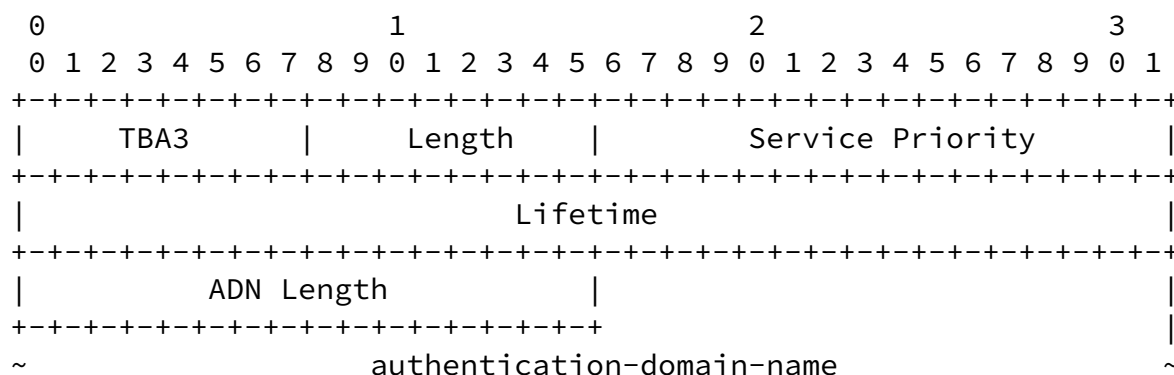 0                   1                   2                   3
 0 1 2 3 4 5 6 7 8 9 0 1 2 3 4 5 6 7 8 9 0 1 2 3 4 5 6 7 8 9 0 1
+-+-+-+-+-+-+-+-+-+-+-+-+-+-+-+-+-+-+-+-+-+-+-+-+-+-+-+-+-+-+-+-+
|     TBA3      |     Length    |        Service Priority       |
+-+-+-+-+-+-+-+-+-+-+-+-+-+-+-+-+-+-+-+-+-+-+-+-+-+-+-+-+-+-+-+-+
|                           Lifetime                            |
+-+-+-+-+-+-+-+-+-+-+-+-+-+-+-+-+-+-+-+-+-+-+-+-+-+-+-+-+-+-+-+-+
|          ADN Length           |                               |
+-+-+-+-+-+-+-+-+-+-+-+-+-+-+-+-+                               |
~                   authentication-domain-name                  ~